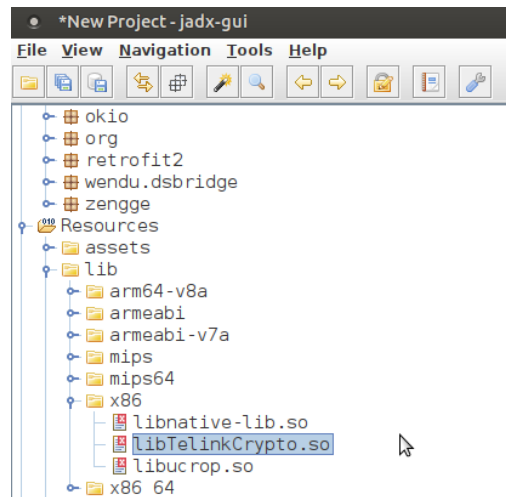 *New Project - jadx-gui
File View Navigation Tools Help
okio
org
retrofit2
wendu.dsbridge
zengge
Resources
assets
lib
arm64-v8a
armeabi
armeabi-v7a
mips
mips64
x86
libnative-lib.so
libTelinkCrypto.so
libucrop.so
x86_64